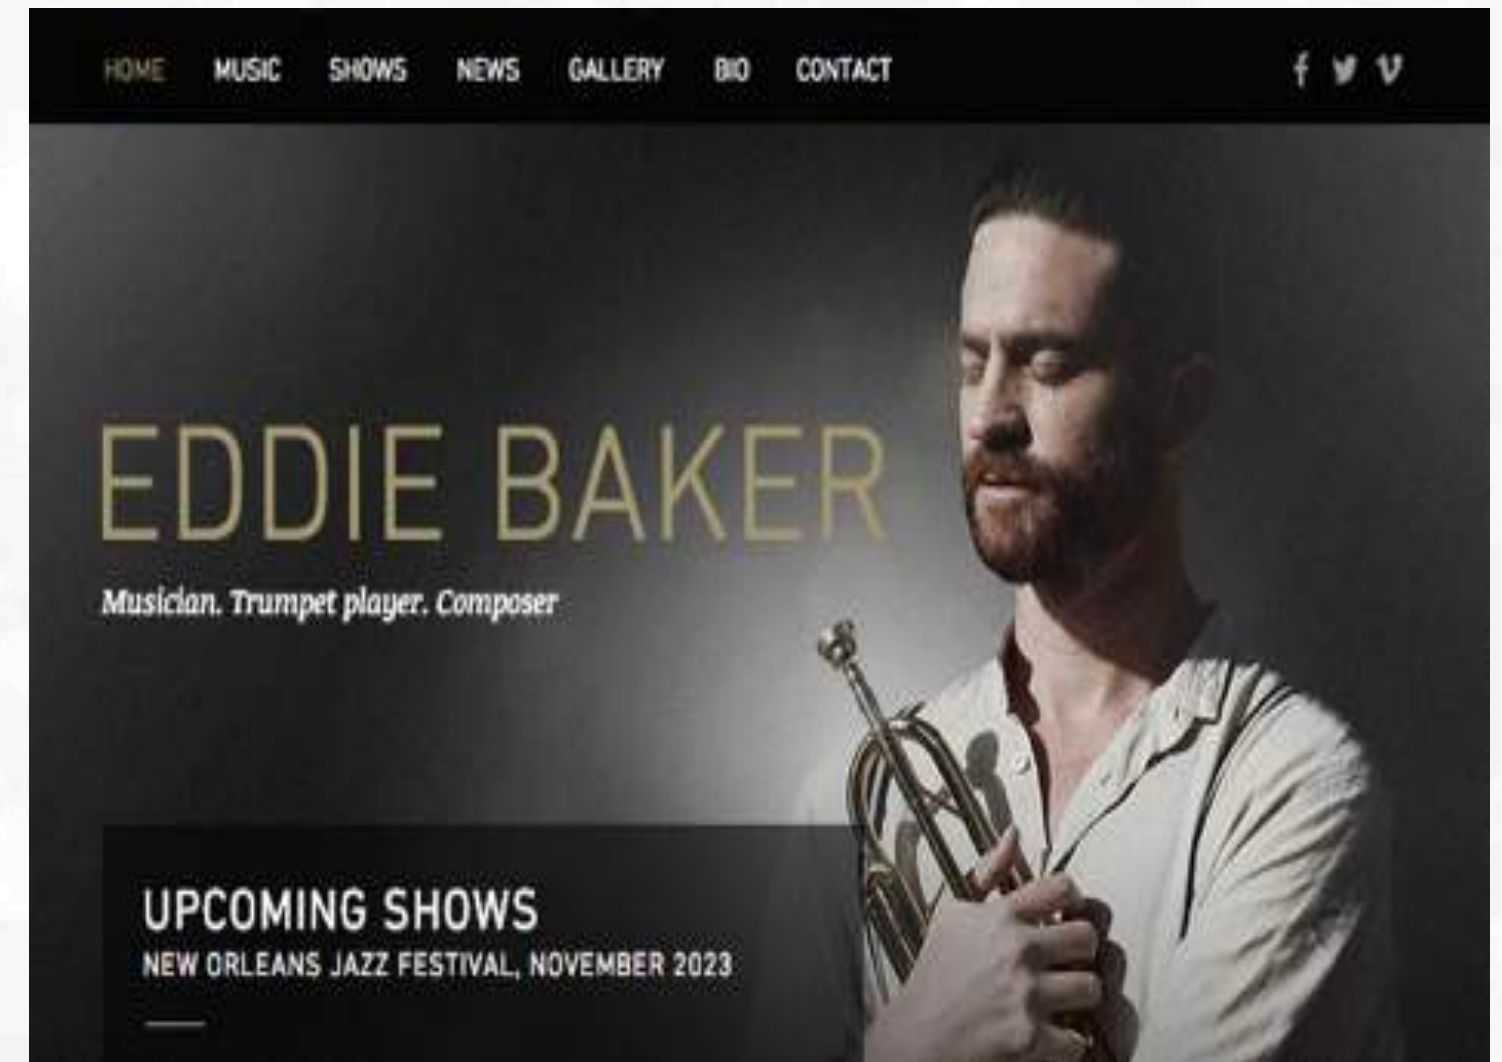 HOME MUSIC SHOWS NEWS GALLERY BIO CONTACT
EDDIE BAKER
Musician. Trumpet player. Composer
UPCOMING SHOWS
NEW ORLEANS JAZZ FESTIVAL, NOVEMBER 2023